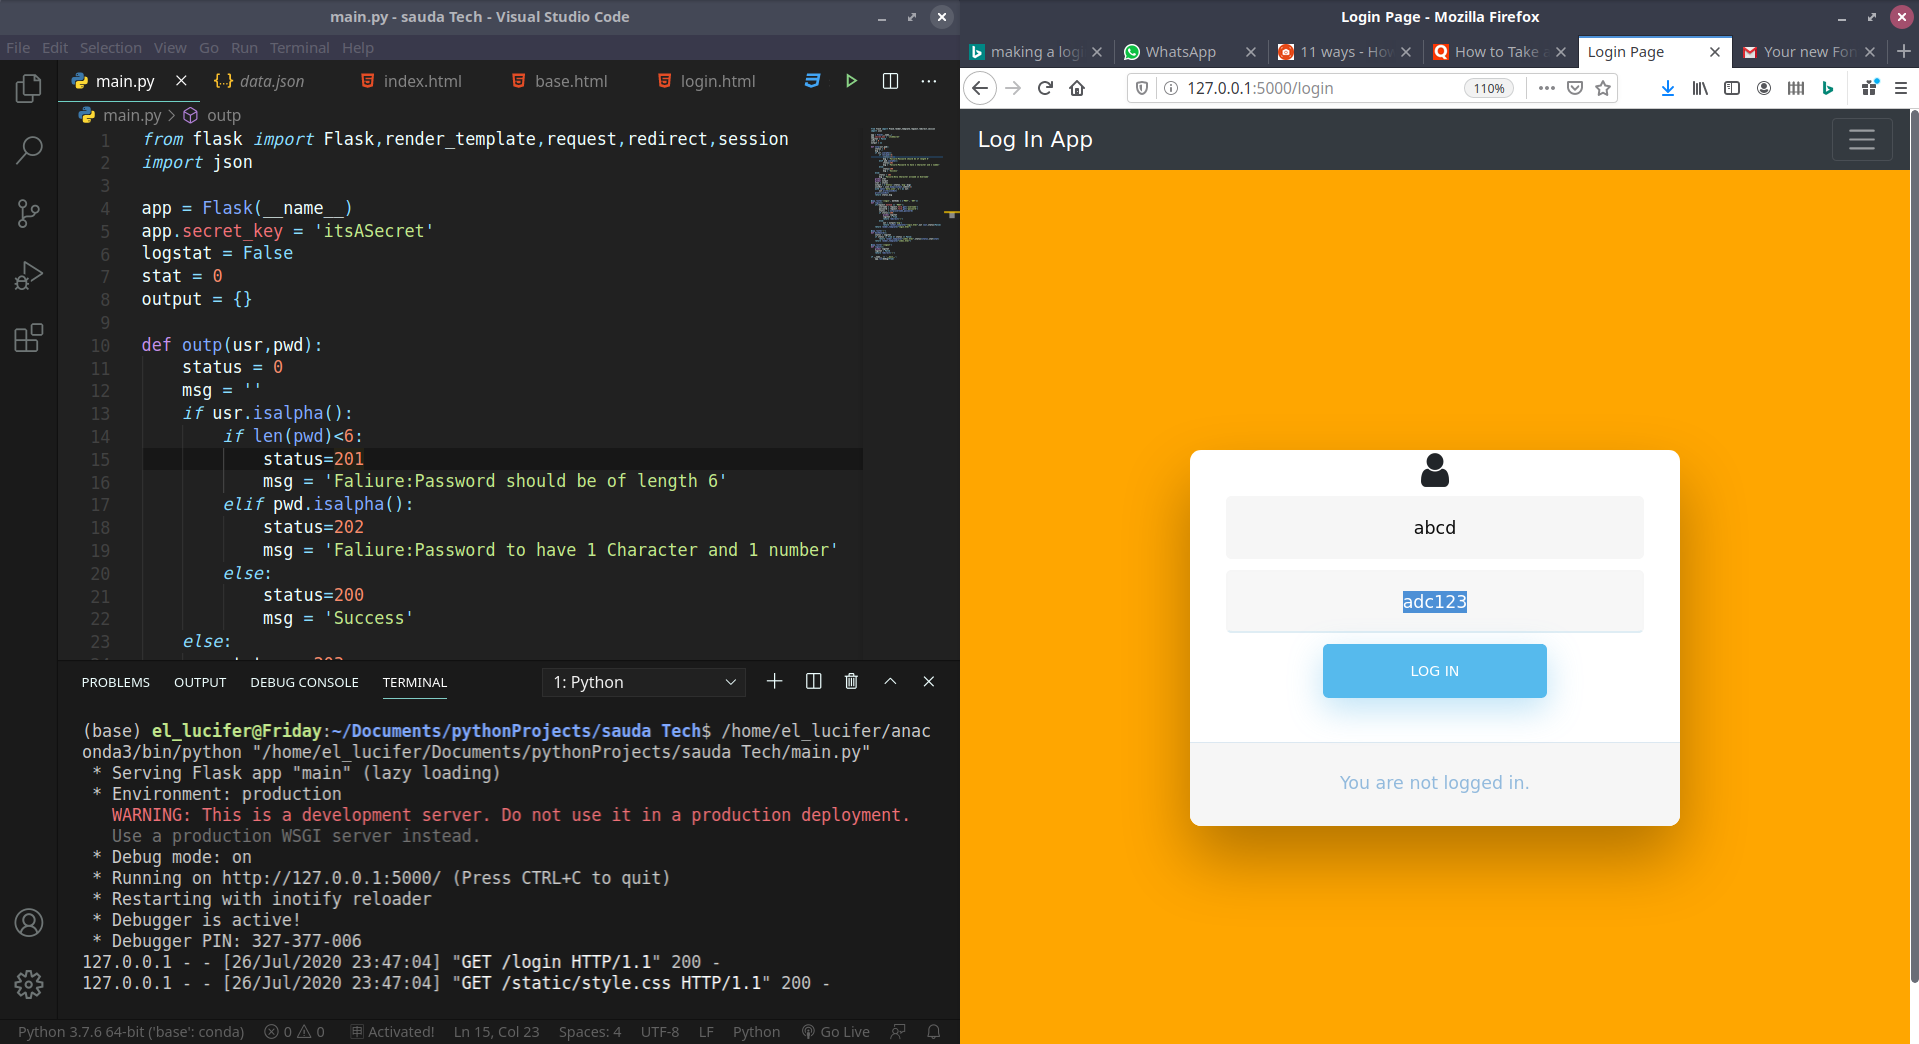 main.py - sauda Tech - Visual Studio Code
File Edit Selection View Go Run Terminal Help
main.py data.json index.html base.html login.html
main.py > outp
1 from flask import Flask,render_template,request,redirect,session
2 import json
3
4 app = Flask(__name__)
5 app.secret_key = 'itsASecret'
6 logstat = False
7 stat = 0
8 output = {}
9
10 def outp(usr,pwd):
11 status = 0
12 msg = ''
13 if usr.isalpha():
14 if len(pwd)<6:
15 status=201
16 msg = 'Faliure:Password should be of length 6'
17 elif pwd.isalpha():
18 status=202
19 msg = 'Faliure:Password to have 1 Character and 1 number'
20 else:
21 status=200
22 msg = 'Success'
23 else:
PROBLEMS OUTPUT DEBUG CONSOLE TERMINAL 1: Python
(base) el_lucifer@Friday:~/Documents/pythonProjects/sauda Tech$ /home/el_lucifer/anac
onda3/bin/python "/home/el_lucifer/Documents/pythonProjects/sauda Tech/main.py"
* Serving Flask app "main" (lazy loading)
* Environment: production
WARNING: This is a development server. Do not use it in a production deployment.
Use a production WSGI server instead.
* Debug mode: on
* Running on http://127.0.0.1:5000/ (Press CTRL+C to quit)
* Restarting with inotify reloader
* Debugger is active!
* Debugger PIN: 327-377-006
127.0.0.1 - - [26/Jul/2020 23:47:04] "GET /login HTTP/1.1" 200 -
127.0.0.1 - - [26/Jul/2020 23:47:04] "GET /static/style.css HTTP/1.1" 200 -
Python 3.7.6 64-bit ('base': conda) 0 0 Activated! Ln 15, Col 23 Spaces: 4 UTF-8 LF Python Go Live
Login Page - Mozilla Firefox
making a log WhatsApp 11 ways - How How to Take a Login Page Your new For
127.0.0.1:5000/login 110%
Log In App
abcd
adc123
LOG IN
You are not logged in.